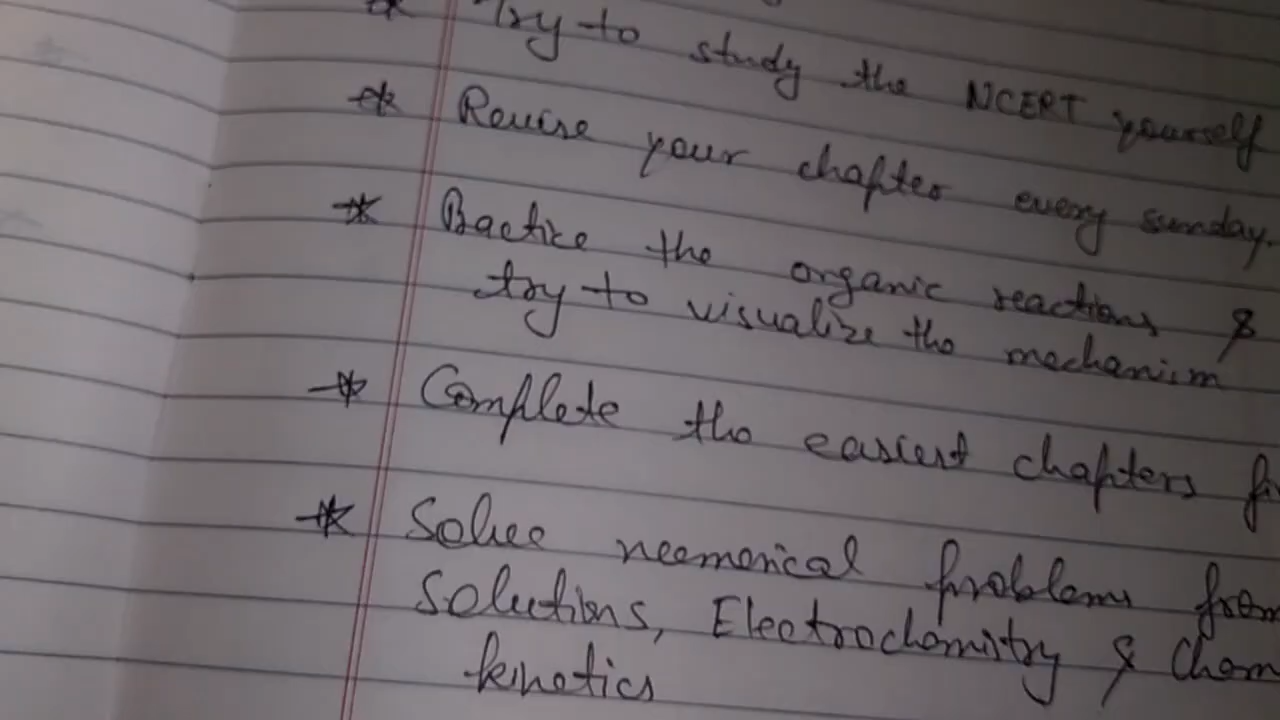 * Try to study the NCERT yourself
* Revise your chapter every sunday.
* Practice the organic reactions &
try to visualize the mechanism
* Complete the easiest chapters
* Solve neemerical problems from
Solutions, Electrochemistry & Chem
kinetics